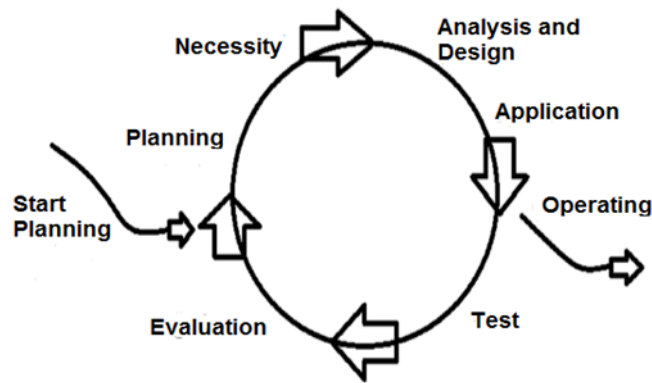 Necessity
Analysis and
Design
Planning
Application
Start
Planning
Operating
Evaluation
Test